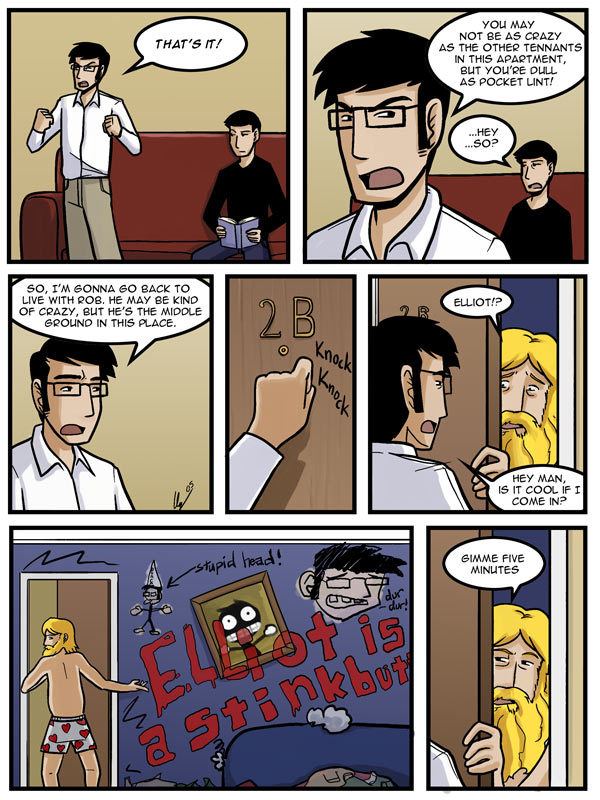 THAT'S IT!
YOU MAY
NOT BE AS CRAZY
AS THE OTHER TENNANTS
IN THIS APARTMENT,
BUT YOU'RE DULL
AS POCKET LINT!
...HEY
...SO?
SO, I'M GONNA GO BACK TO
LIVE WITH ROB. HE MAY BE KIND
OF CRAZY, BUT HE'S THE MIDDLE
GROUND IN THIS PLACE.
2B
Knock
Knock
2B
ELLIOT!?
HEY MAN,
IS IT COOL IF I
COME IN?
stupid head!
dur
dur!
Elliot is
a stinkbutt
GIMME FIVE
MINUTES